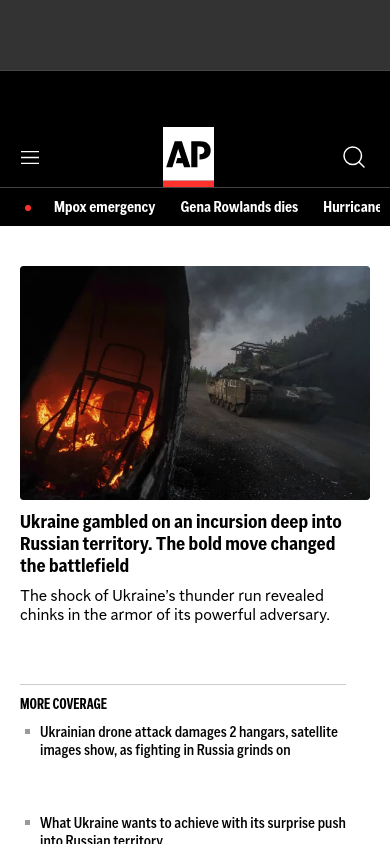 AP
Mpox emergency Gena Rowlands dies Hurricane
Ukraine gambled on an incursion deep into
Russian territory. The bold move changed
the battlefield
The shock of Ukraine’s thunder run revealed
chinks in the armor of its powerful adversary.
MORE COVERAGE
Ukrainian drone attack damages 2 hangars, satellite
images show, as fighting in Russia grinds on
What Ukraine wants to achieve with its surprise push
into Russian territory